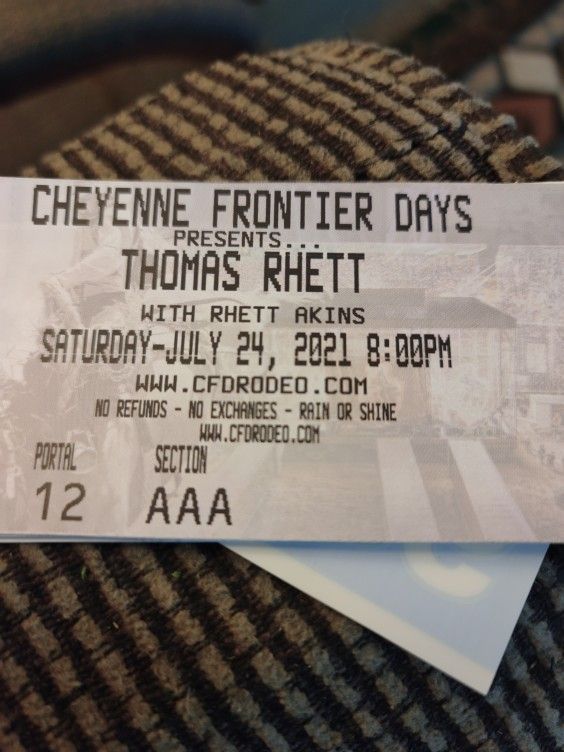 CHEYENNE FRONTIER DAYS
PRESENTS...
THOMAS RHETT
WITH RHETT AKINS
SATURDAY-JULY 24, 2021 8:00PM
WWW.CFDRODEO.COM
NO REFUNDS - NO EXCHANGES - RAIN OR SHINE
WWW.CFDRODEO.COM
PORTAL SECTION
12 AAA